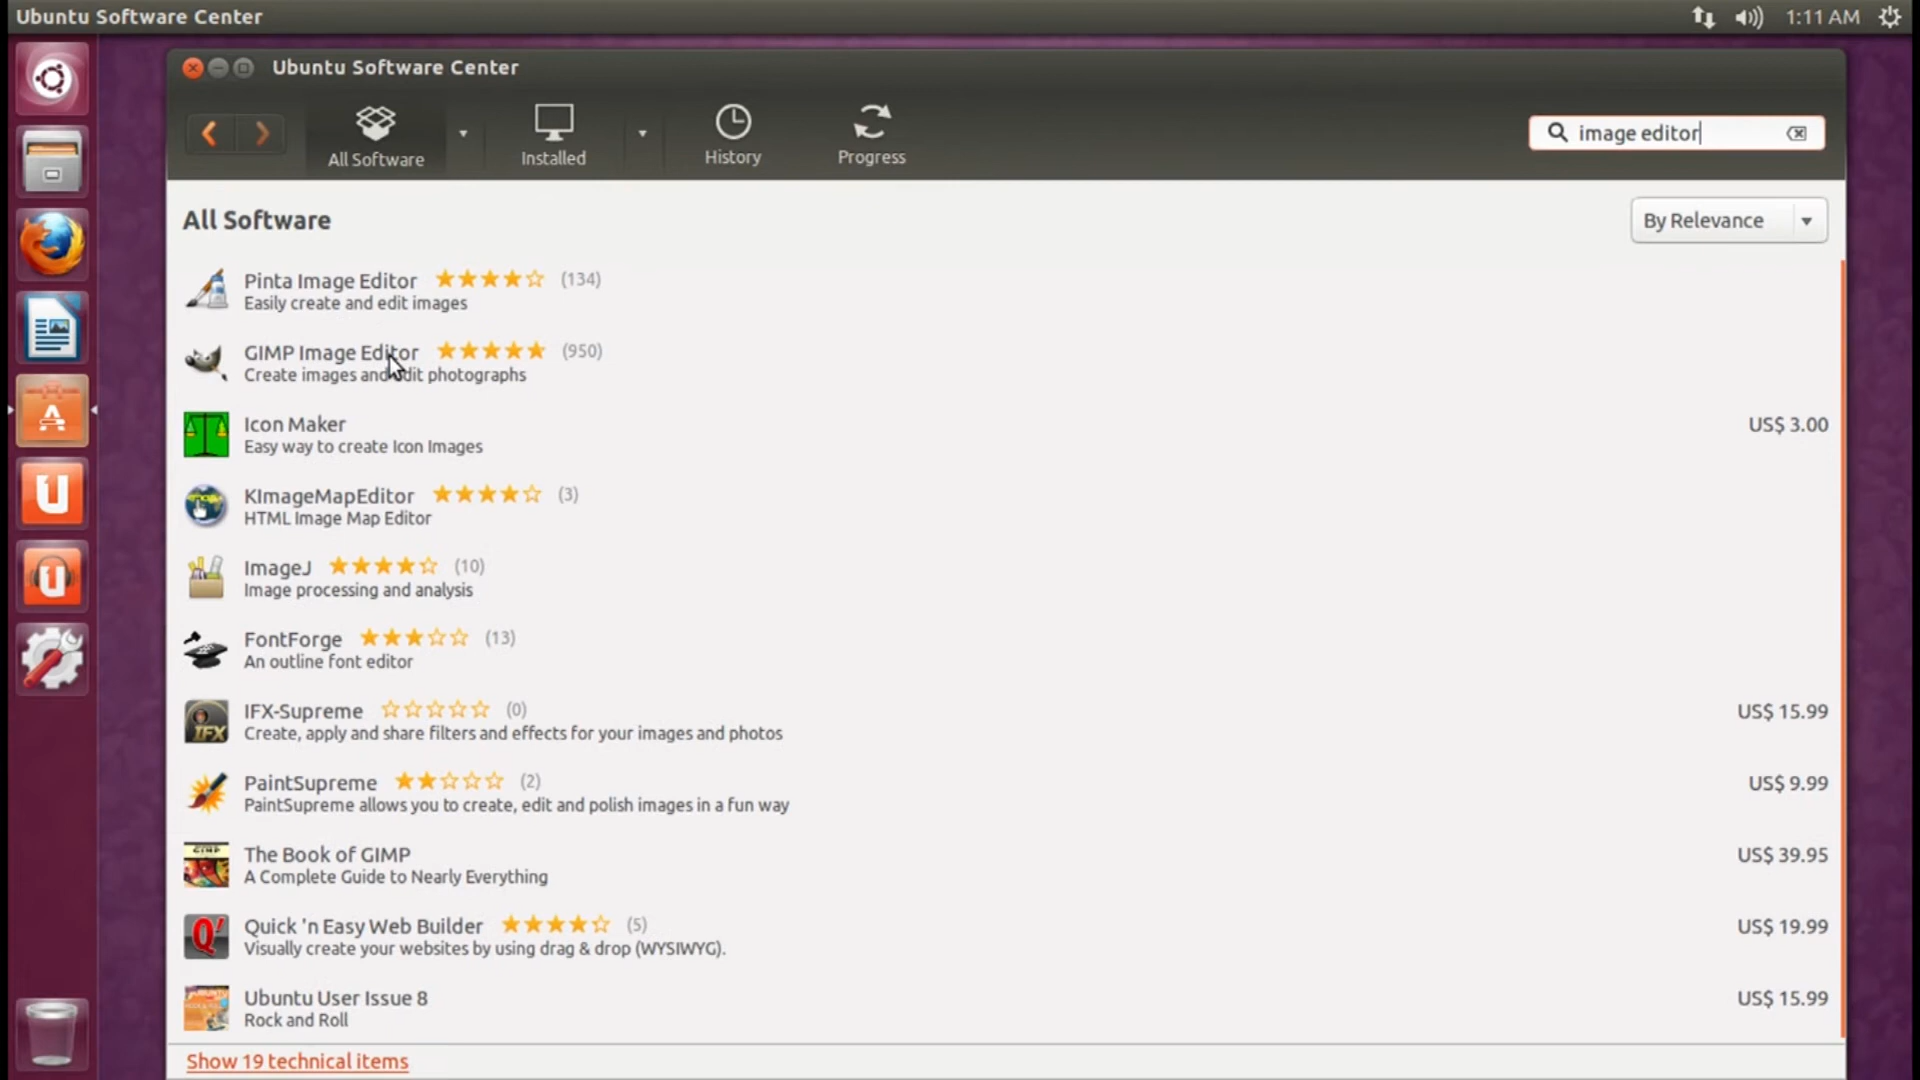 Ubuntu Software Center
1:11 AM
Ubuntu Software Center
All Software
Installed
History
Progress
image editor
All Software
By Relevance
Pinta Image Editor (134)
Easily create and edit images
GIMP Image Editor (950)
Create images and edit photographs
Icon Maker US$ 3.00
Easy way to create Icon Images
KImageMapEditor (3)
HTML Image Map Editor
ImageJ (10)
Image processing and analysis
FontForge (13)
An outline font editor
IFX-Supreme (0) US$ 15.99
Create, apply and share filters and effects for your images and photos
PaintSupreme (2) US$ 9.99
PaintSupreme allows you to create, edit and polish images in a fun way
The Book of GIMP US$ 39.95
A Complete Guide to Nearly Everything
Quick 'n Easy Web Builder (5) US$ 19.99
Visually create your websites by using drag & drop (WYSIWYG).
Ubuntu User Issue 8 US$ 15.99
Rock and Roll
Show 19 technical items